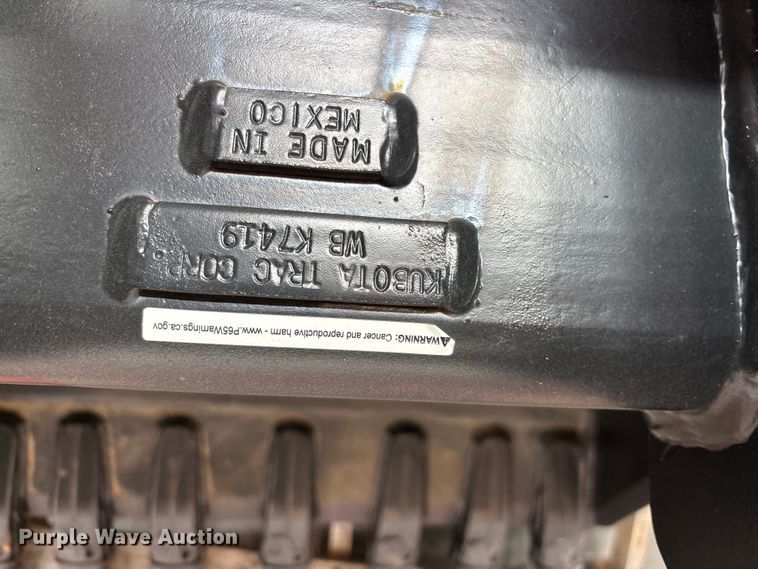 MADE IN
MEXICO
KUBOTA TRAC CORP.
WB K7419
WARNING: Cancer and reproductive harm - www.P65Warnings.ca.gov
Purple Wave Auction